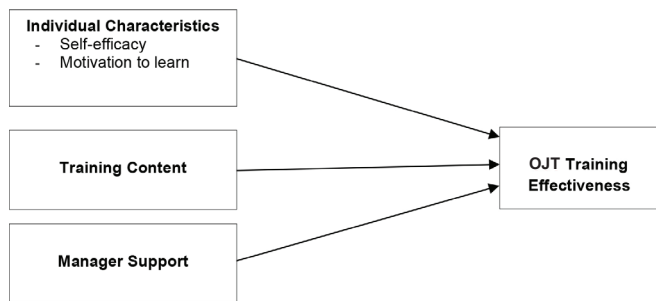 Individual Characteristics
- Self-efficacy
- Motivation to learn
Training Content
OJT Training
Effectiveness
Manager Support